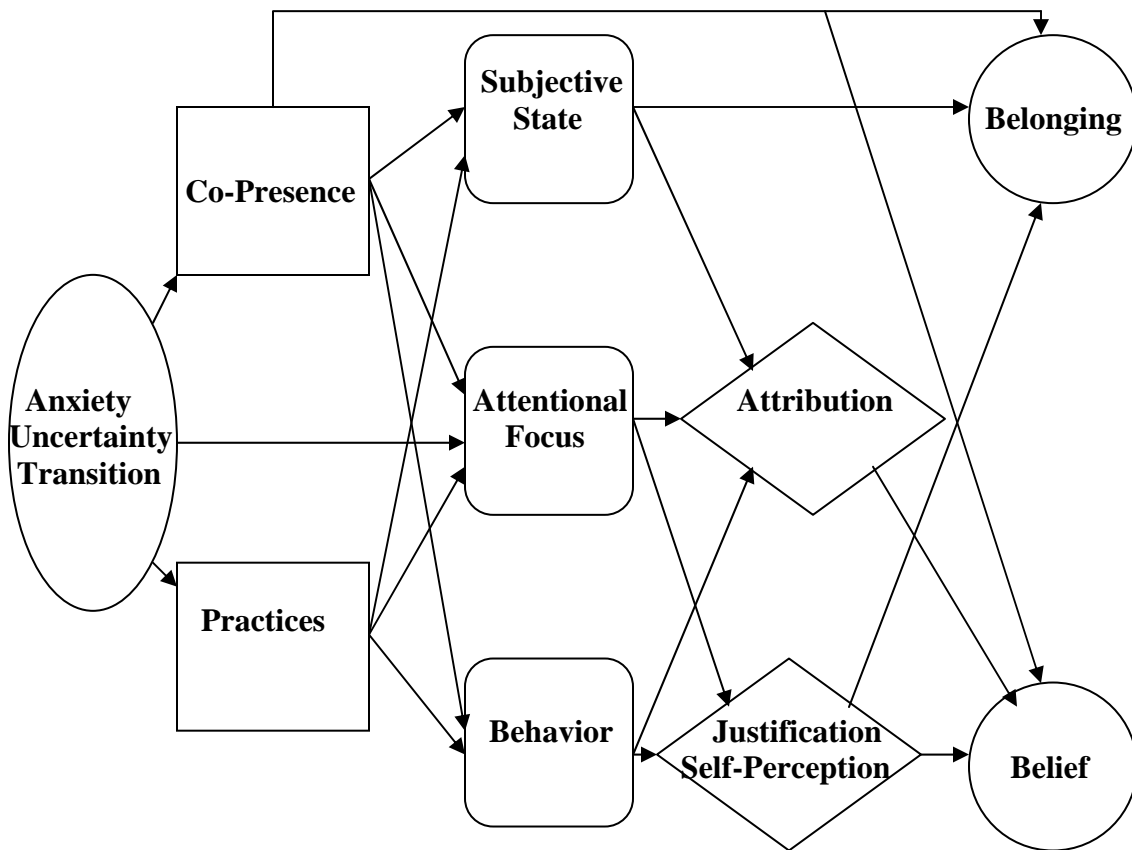 Subjective
State
Belonging
Co-Presence
Anxiety
Uncertainty
Transition
Attentional
Focus
Attribution
Practices
Behavior
Justification
Self-Perception
Belief